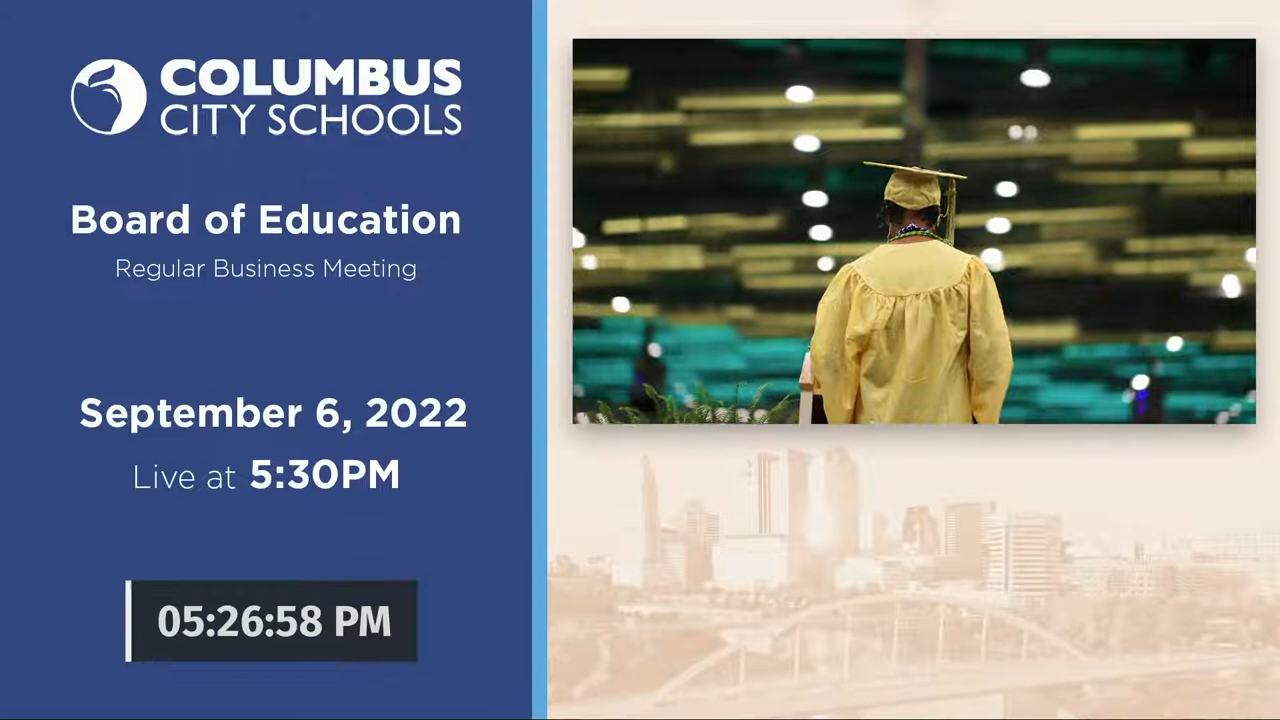 COLUMBUS
CITY SCHOOLS
Board of Education
Regular Business Meeting
September 6, 2022
Live at 5:30PM
05:26:58 PM